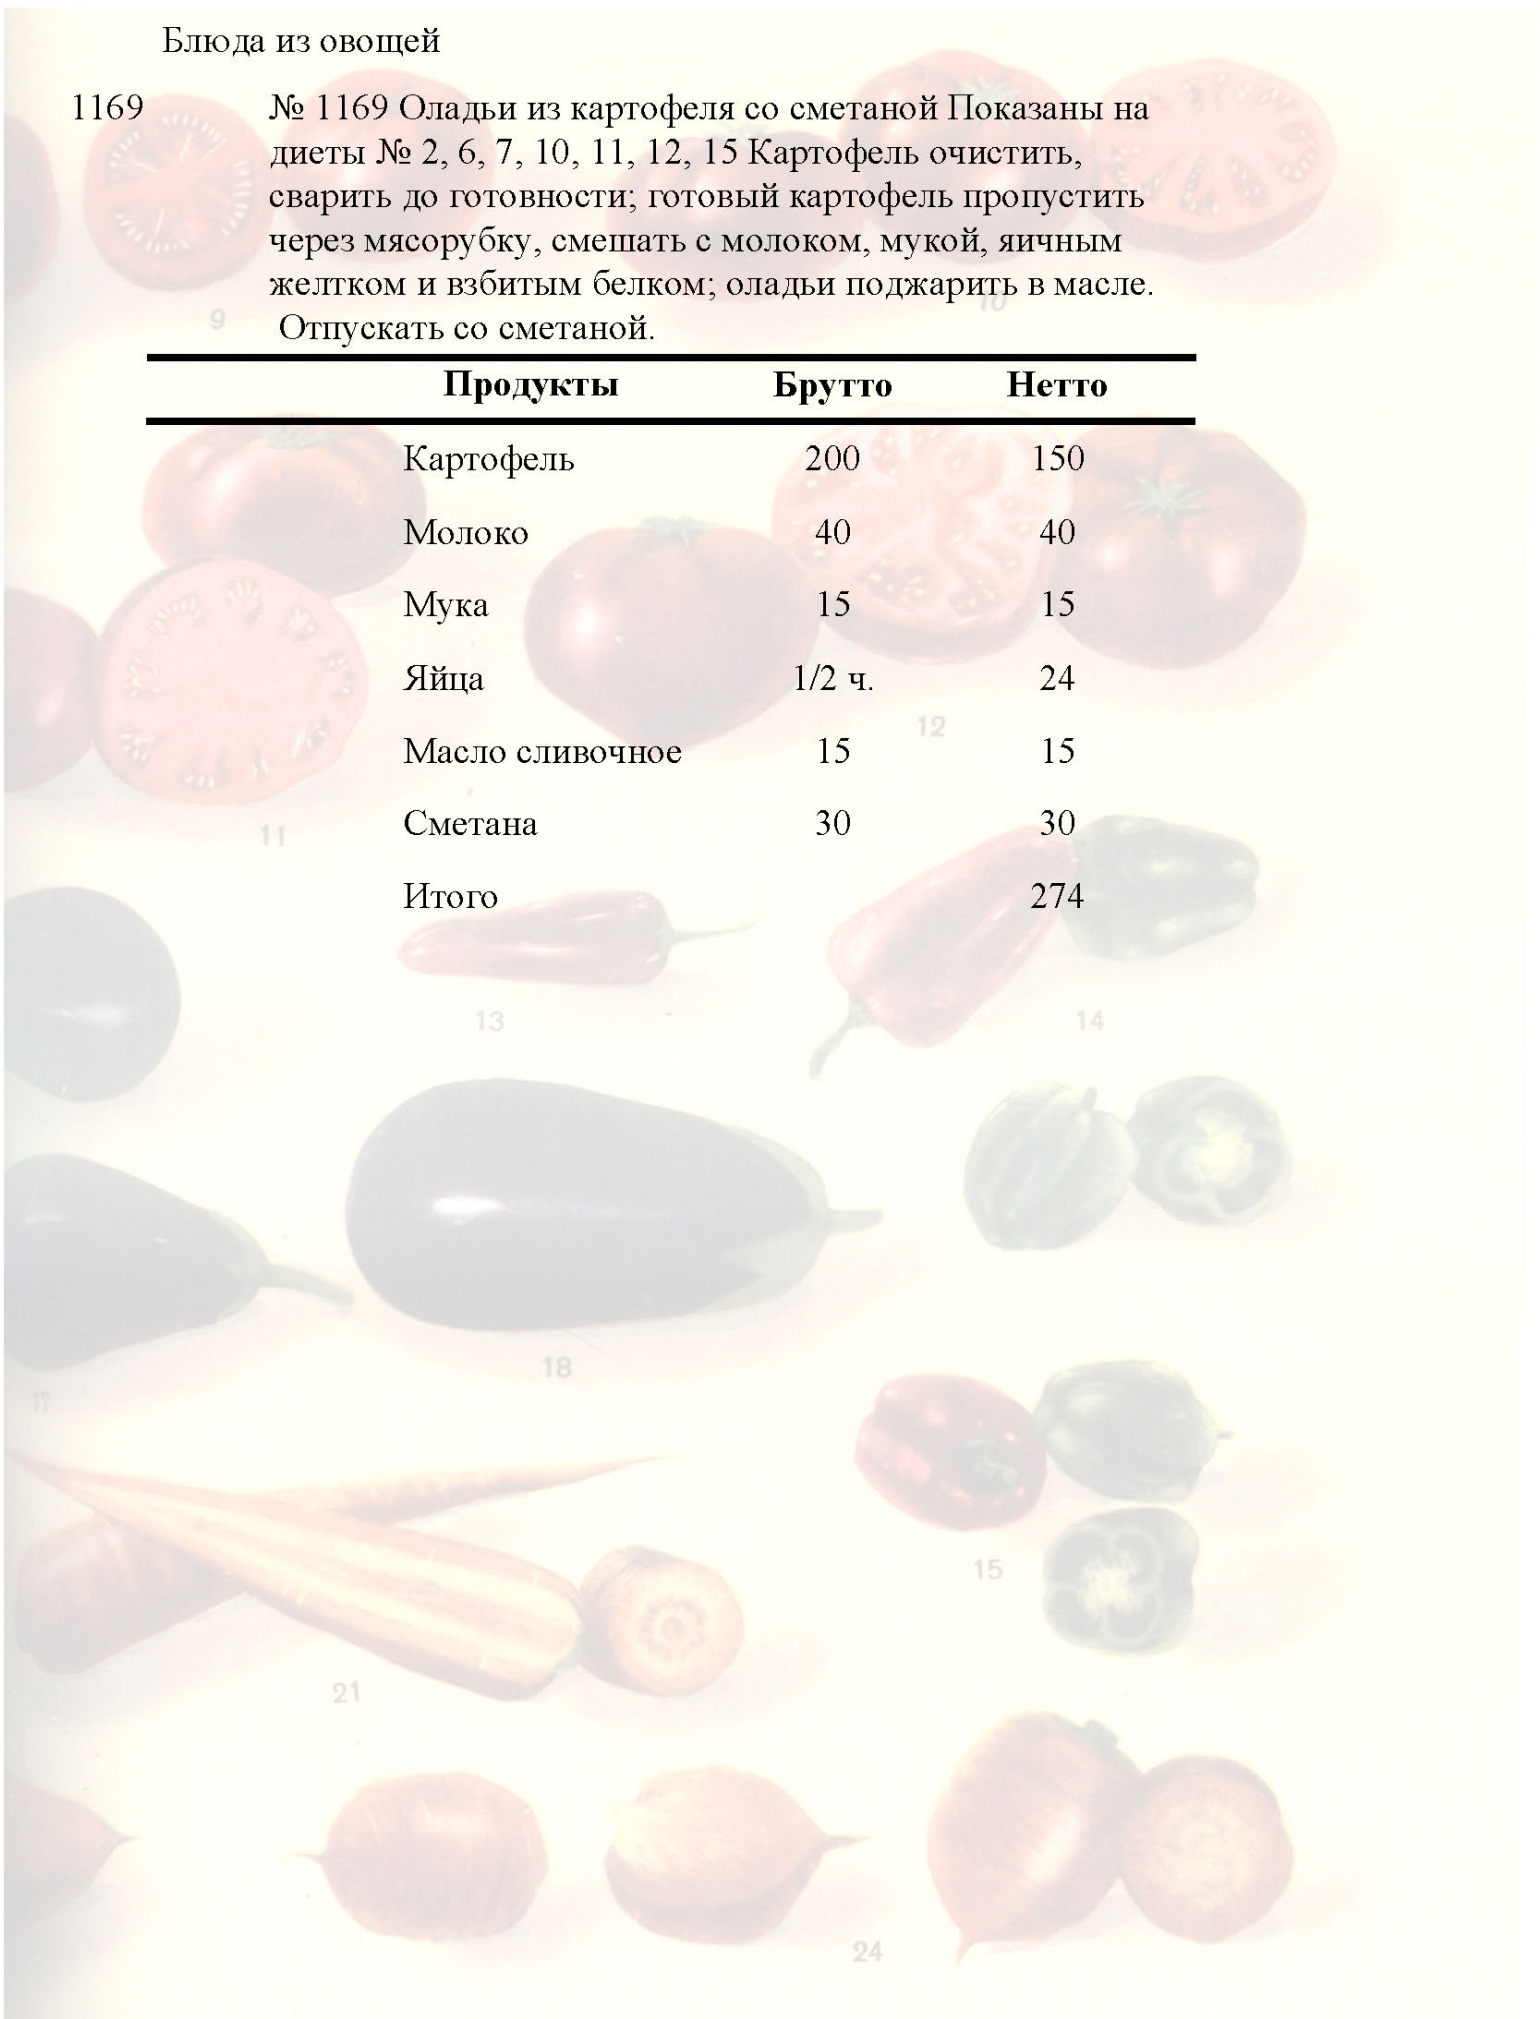 Блюда из овощей
1169 № 1169 Оладьи из картофеля со сметаной Показаны на
диеты № 2, 6, 7, 10, 11, 12, 15 Картофель очистить,
сварить до готовности; готовый картофель пропустить
через мясорубку, смешать с молоком, мукой, яичным
желтком и взбитым белком; оладьи поджарить в масле.
Отпускать со сметаной.
9
10
Продукты Брутто Нетто
Картофель 200 150
Молоко 40 40
Мука 15 15
Яйца 1/2 ч. 24
12
Масло сливочное 15 15
Сметана 30 30
11
Итого 274
13 14
18
17
15
21
24